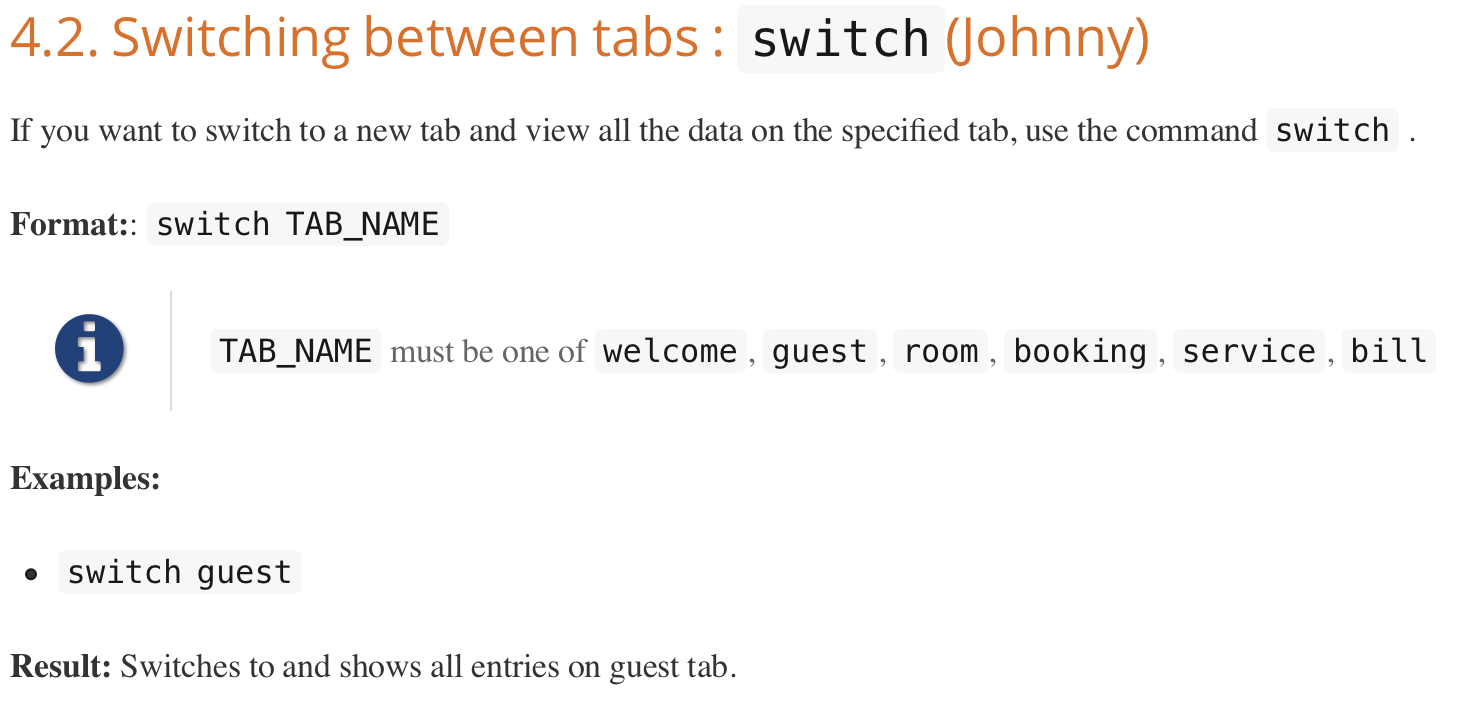 4.2. Switching between tabs : switch (Johnny)
If you want to switch to a new tab and view all the data on the specified tab, use the command switch .
Format:: switch TAB_NAME
TAB_NAME must be one of welcome, guest, room, booking, service, bill
Examples:
• switch guest
Result: Switches to and shows all entries on guest tab.